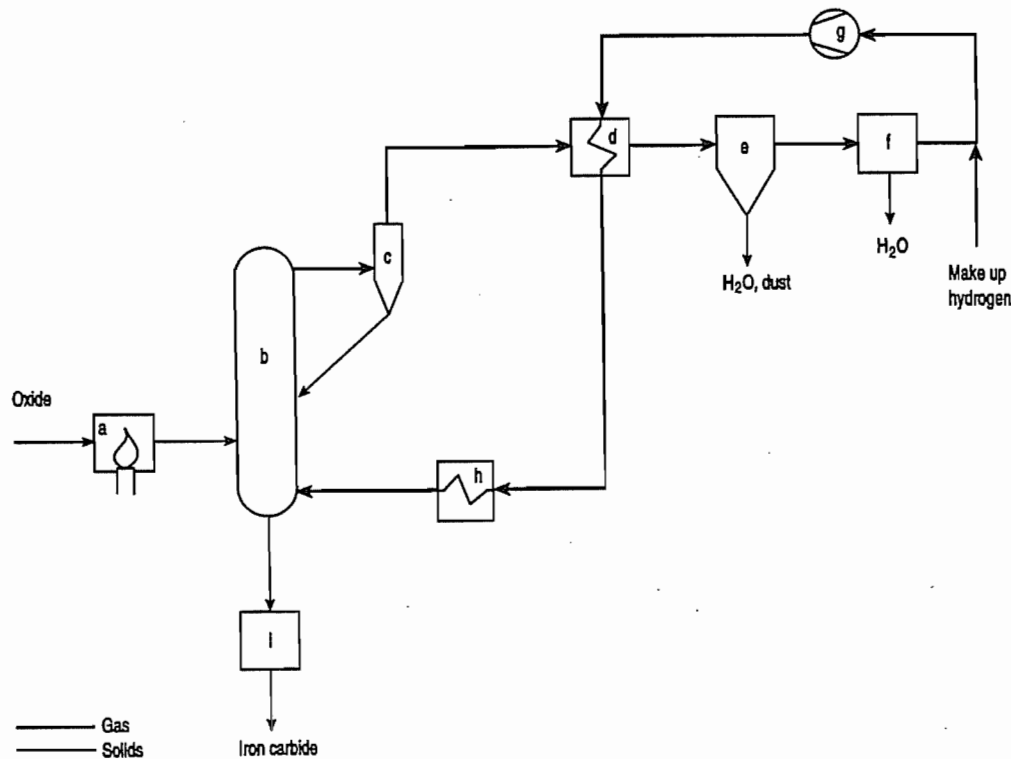 g
d
e
f
H₂O
H₂O, dust
Make up
hydrogen
c
b
Oxide
a
h
i
Gas
Solids
Iron carbide